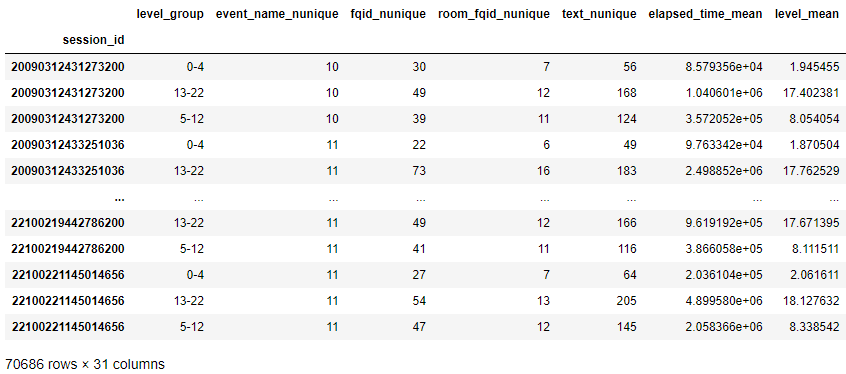 level_group event_name_nunique fqid_nunique room_fqid_nunique text_nunique elapsed_time_mean level_mean
session_id
20090312431273200 0-4 10 30 7 56 8.579356e+04 1.945455
20090312431273200 13-22 10 49 12 168 1.040601e+06 17.402381
20090312431273200 5-12 10 39 11 124 3.572052e+05 8.054054
20090312433251036 0-4 11 22 6 49 9.763342e+04 1.870504
20090312433251036 13-22 11 73 16 183 2.498852e+06 17.762529
... ... ... ... ... ... ... ...
22100219442786200 13-22 11 49 12 166 9.619192e+05 17.671395
22100219442786200 5-12 11 41 11 116 3.866058e+05 8.111511
22100221145014656 0-4 11 27 7 64 2.036104e+05 2.061611
22100221145014656 13-22 11 54 13 205 4.899580e+06 18.127632
22100221145014656 5-12 11 47 12 145 2.058366e+06 8.338542
70686 rows × 31 columns